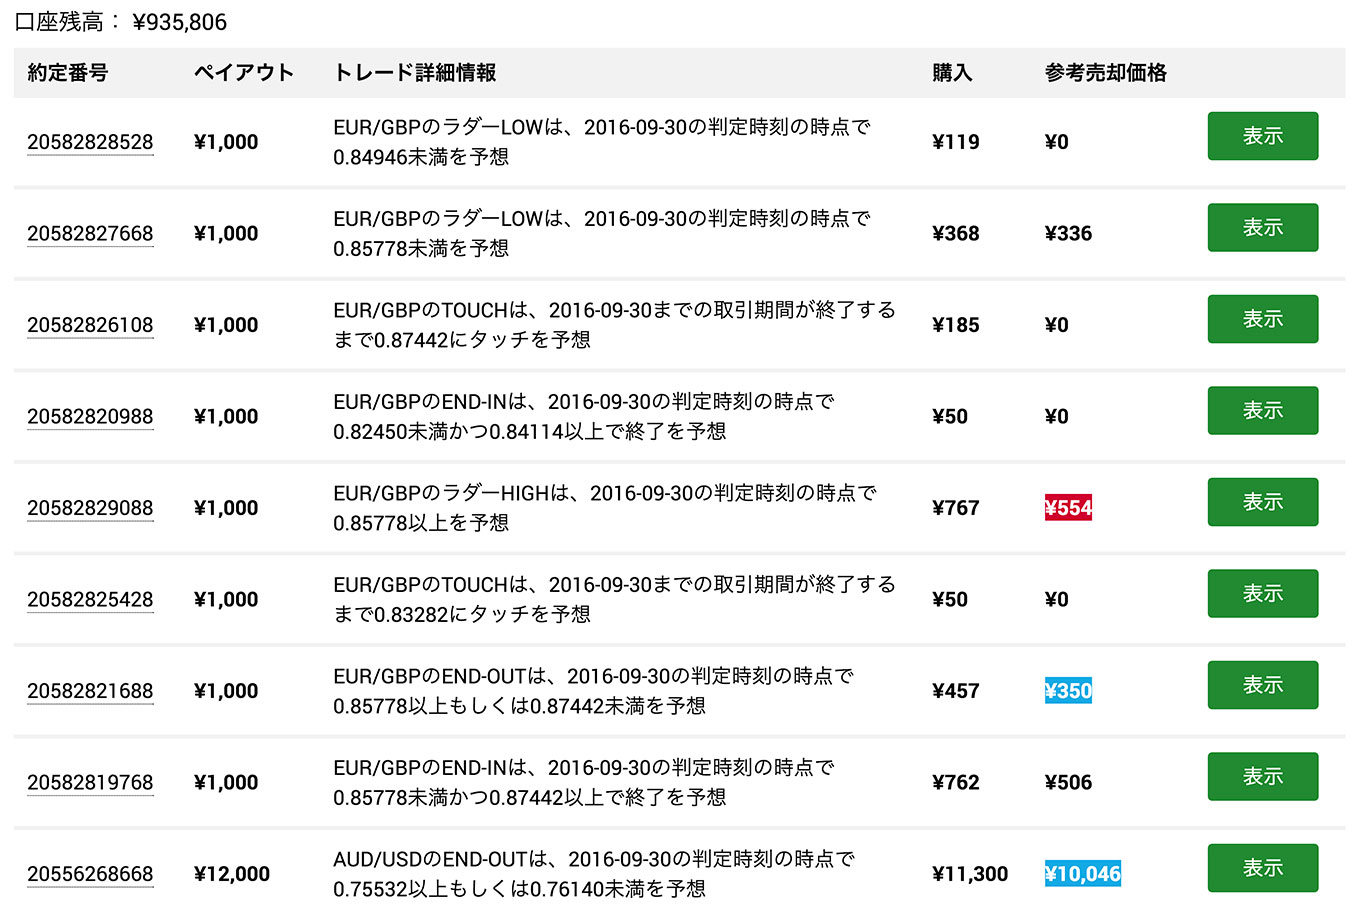 口座残高： ¥935,806
約定番号 ペイアウト トレード詳細情報 購入 参考売却価格
EUR/GBPのラダーLOWは、2016-09-30の判定時刻の時点で
20582828528 ¥1,000 ¥119 ¥0 表示
0.84946未満を予想
EUR/GBPのラダーLOWは、2016-09-30の判定時刻の時点で
20582827668 ¥1,000 ¥368 ¥336 表示
0.85778未満を予想
EUR/GBPのTOUCHは、2016-09-30までの取引期間が終了する
20582826108 ¥1,000 ¥185 ¥0 表示
まで0.87442にタッチを予想
EUR/GBPのEND-INは、2016-09-30の判定時刻の時点で
20582820988 ¥1,000 ¥50 ¥0 表示
0.82450未満かつ0.84114以上で終了を予想
EUR/GBPのラダーHIGHは、2016-09-30の判定時刻の時点で
20582829088 ¥1,000 ¥767 ¥554 表示
0.85778以上を予想
EUR/GBPのTOUCHは、2016-09-30までの取引期間が終了する
20582825428 ¥1,000 ¥50 ¥0 表示
まで0.83282にタッチを予想
EUR/GBPのEND-OUTは、2016-09-30の判定時刻の時点で
20582821688 ¥1,000 ¥457 ¥350 表示
0.85778以上もしくは0.87442未満を予想
EUR/GBPのEND-INは、2016-09-30の判定時刻の時点で
20582819768 ¥1,000 ¥762 ¥506 表示
0.85778未満かつ0.87442以上で終了を予想
AUD/USDのEND-OUTは、2016-09-30の判定時刻の時点で
20556268668 ¥12,000 ¥11,300 ¥10,046 表示
0.75532以上もしくは0.76140未満を予想